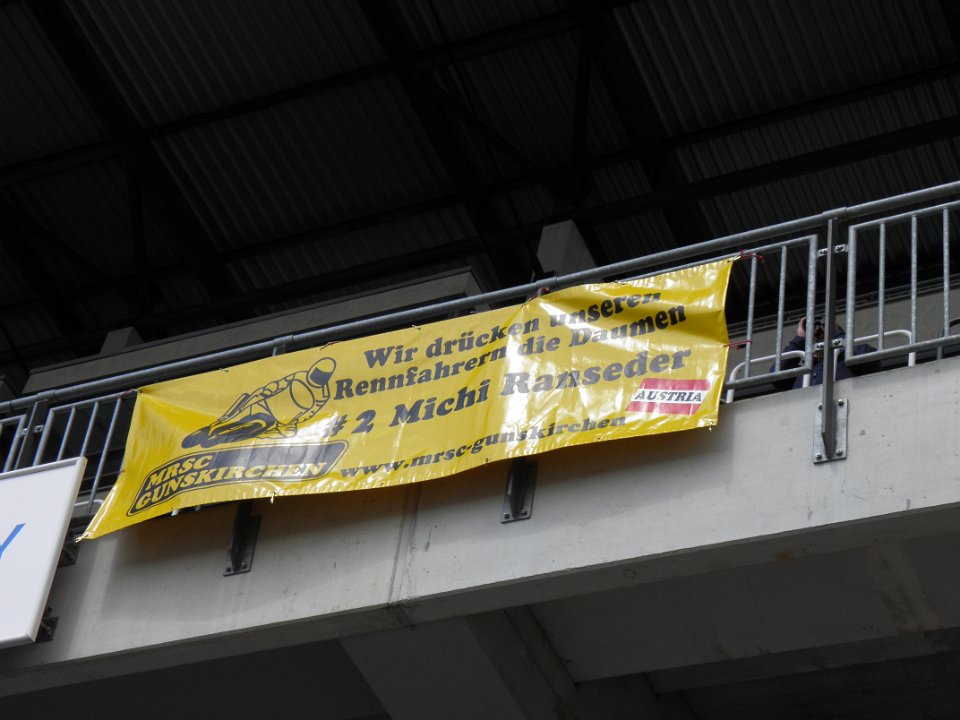 Wir drücken unseren
Rennfahrern die Daumen
#2 Michi Ranseder
www.mrsc-gunskirchen
AUSTRIA
MRSC
GUNSKIRCHEN
Y